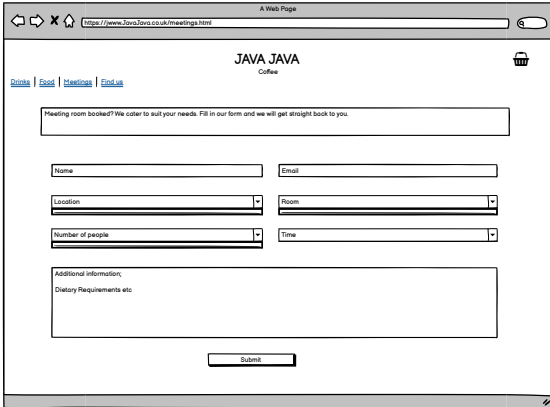 A Web Page
https://jwww.JavaJava.co.uk/meetings.html
JAVA JAVA
Coffee
Drinks | Food | Meetings | Find us
Meeting room booked? We cater to suit your needs. Fill in our form and we will get straight back to you.
Name
Email
Location
Room
Number of people
Time
Additional information;
Dietary Requirements etc
Submit